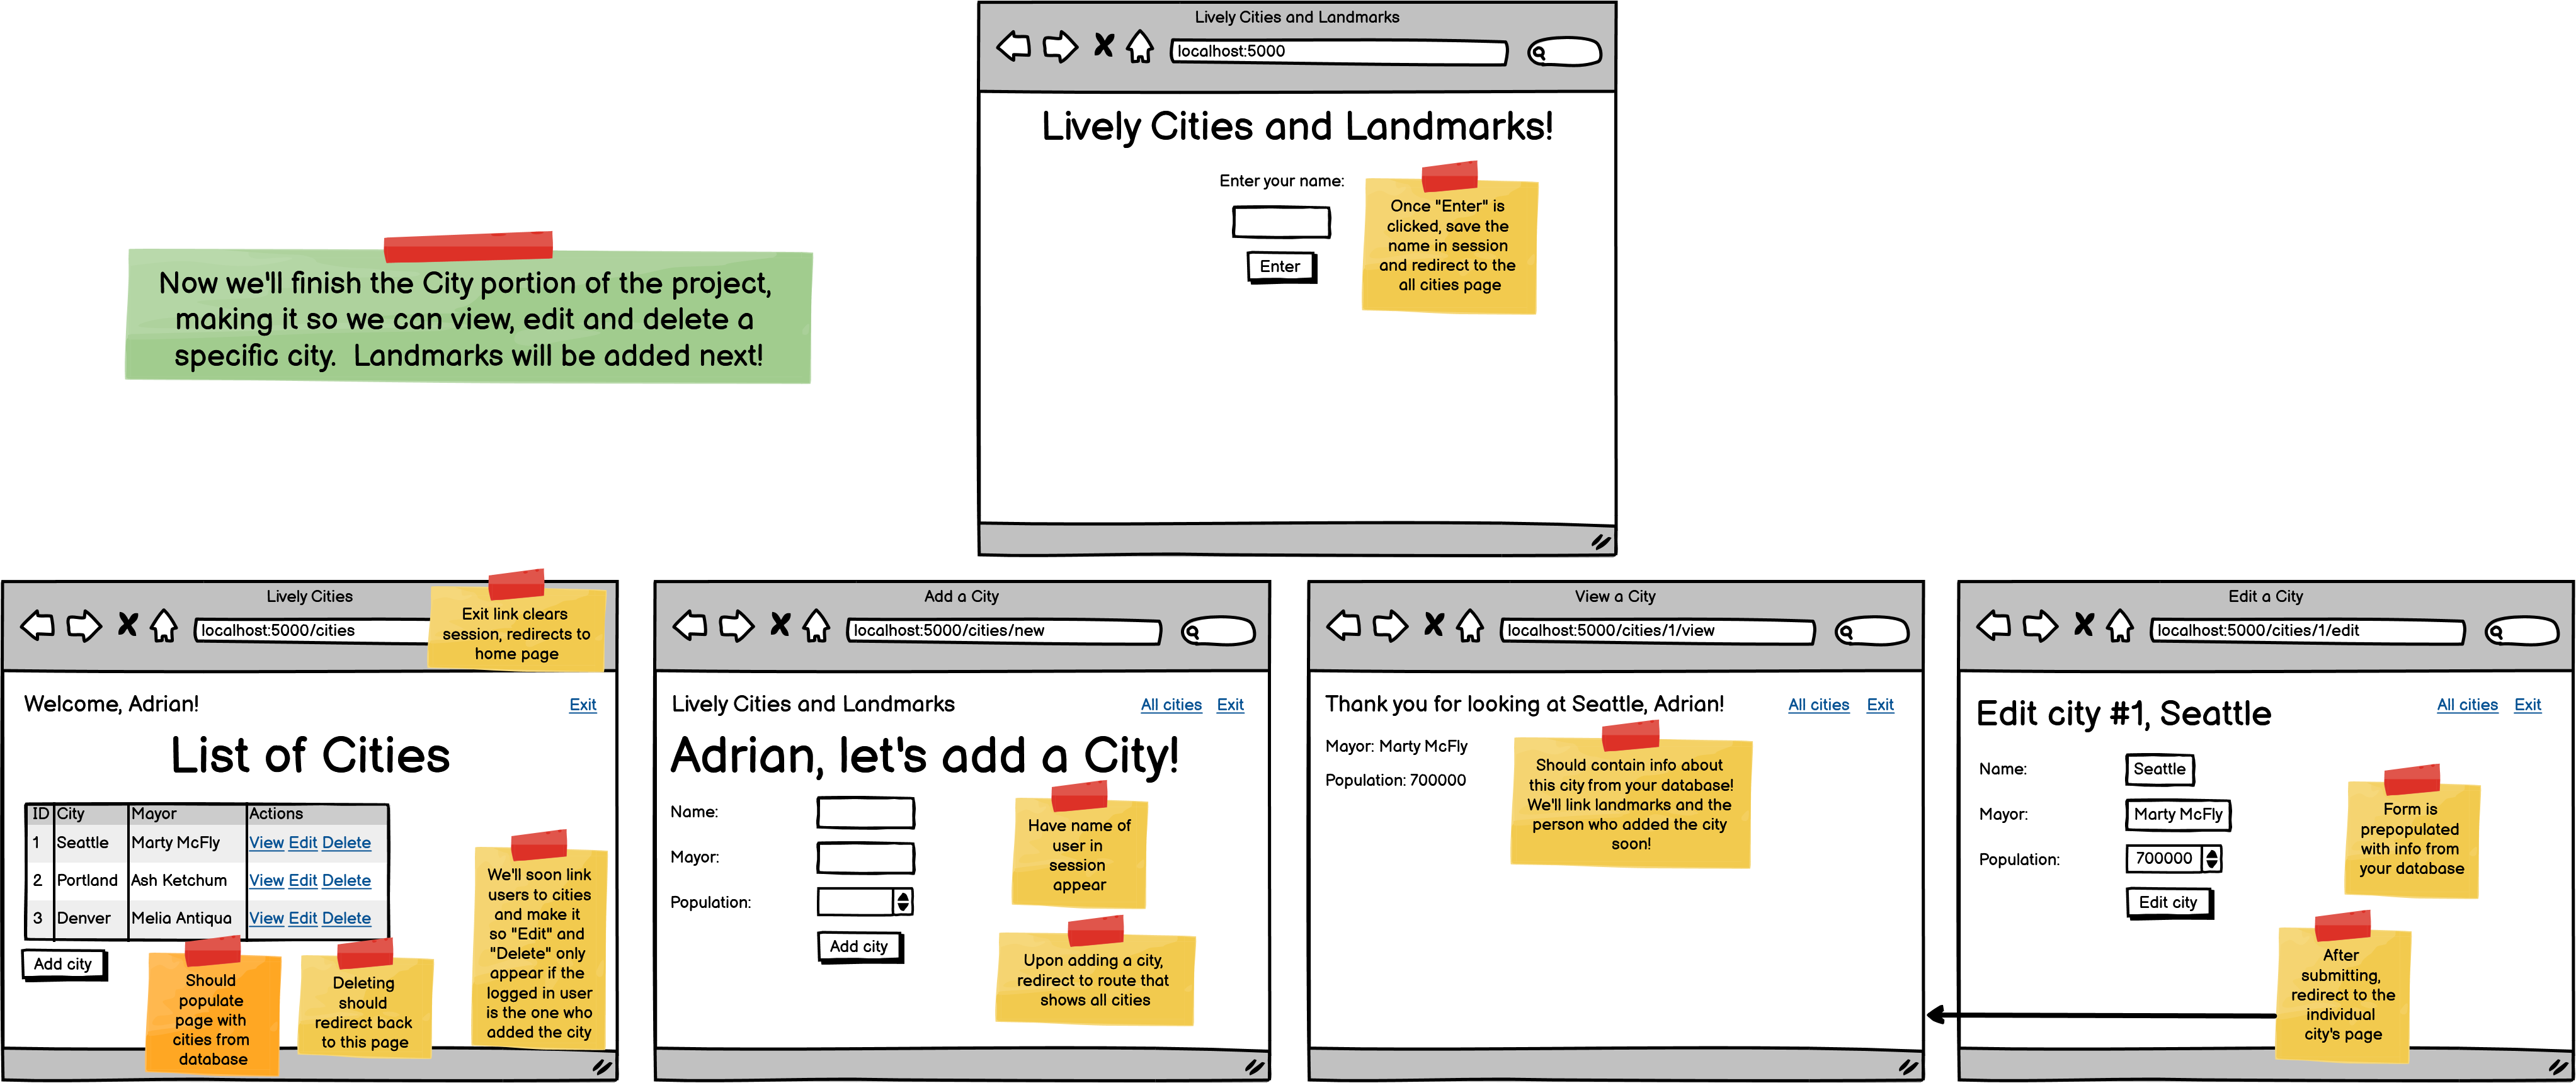 Lively Cities and Landmarks
localhost:5000
Lively Cities and Landmarks!
Enter your name:
Enter
Once "Enter" is
clicked, save the
name in session
and redirect to the
all cities page
Now we'll finish the City portion of the project,
making it so we can view, edit and delete a
specific city. Landmarks will be added next!
Lively Cities
localhost:5000/cities
Exit link clears
session, redirects to
home page
Welcome, Adrian!
Exit
List of Cities
ID City Mayor Actions
1 Seattle Marty McFly View Edit Delete
2 Portland Ash Ketchum View Edit Delete
3 Denver Melia Antiqua View Edit Delete
Add city
Should
populate
page with
cities from
database
Deleting
should
redirect back
to this page
We'll soon link
users to cities
and make it
so "Edit" and
"Delete" only
appear if the
logged in user
is the one who
added the city
Add a City
localhost:5000/cities/new
Lively Cities and Landmarks
All cities Exit
Adrian, let's add a City!
Name:
Mayor:
Population:
Add city
Have name of
user in
session
appear
Upon adding a city,
redirect to route that
shows all cities
View a City
localhost:5000/cities/1/view
Thank you for looking at Seattle, Adrian!
All cities Exit
Mayor: Marty McFly
Population: 700000
Should contain info about
this city from your database!
We'll link landmarks and the
person who added the city
soon!
Edit a City
localhost:5000/cities/1/edit
Edit city #1, Seattle
All cities Exit
Name: Seattle
Mayor: Marty McFly
Population: 700000
Edit city
Form is
prepopulated
with info from
your database
After
submitting,
redirect to the
individual
city's page